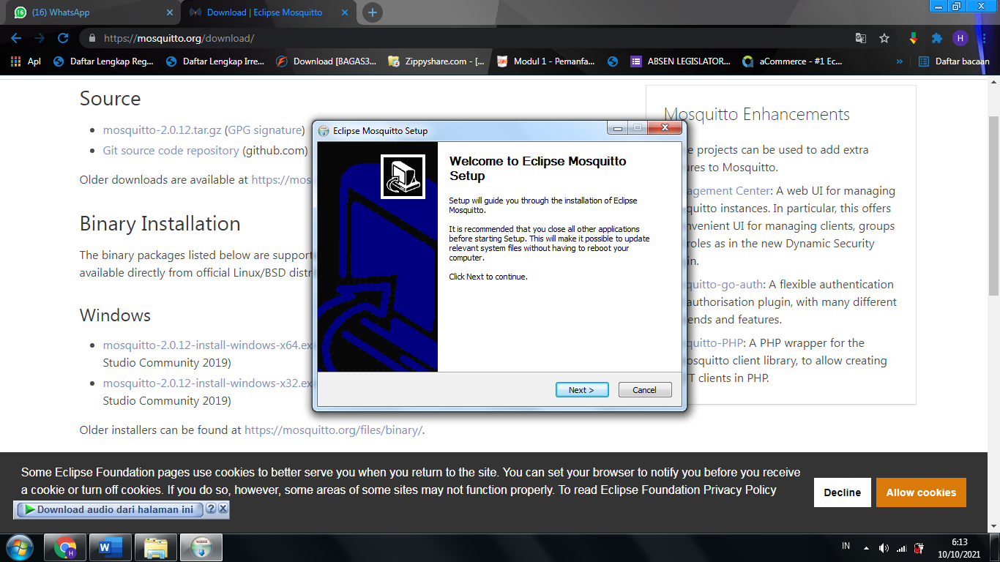 (16) WhatsApp
Download | Eclipse Mosquitto
https://mosquitto.org/download/
H
Apl
Daftar Lengkap Reg...
Daftar Lengkap Irre...
Download [BAGAS3...
Zippyshare.com - [...
Modul 1 - Pemanfa...
ABSEN LEGISLATOR...
aCommerce - #1 Ec...
»
Daftar bacaan
Source
mosquitto-2.0.12.tar.gz (GPG signature)
Git source code repository (github.com)
Older downloads are available at https://mos
Binary Installation
The binary packages listed below are support
available directly from official Linux/BSD distr
Windows
mosquitto-2.0.12-install-windows-x64.ex
Studio Community 2019)
mosquitto-2.0.12-install-windows-x32.ex
Studio Community 2019)
Older installers can be found at https://mosquitto.org/files/binary/.
Eclipse Mosquitto Setup
Welcome to Eclipse Mosquitto
Setup
Setup will guide you through the installation of Eclipse
Mosquitto.
It is recommended that you close all other applications
before starting Setup. This will make it possible to update
relevant system files without having to reboot your
computer.
Click Next to continue.
Next >
Cancel
Mosquitto Enhancements
e projects can be used to add extra
ures to Mosquitto.
agement Center: A web UI for managing
quitto instances. In particular, this offers
nvenient UI for managing clients, groups
roles as in the new Dynamic Security
in.
quitto-go-auth: A flexible authentication
authorisation plugin, with many different
ends and features.
quitto-PHP: A PHP wrapper for the
osquitto client library, to allow creating
T clients in PHP.
Some Eclipse Foundation pages use cookies to better serve you when you return to the site. You can set your browser to notify you before you receive
a cookie or turn off cookies. If you do so, however, some areas of some sites may not function properly. To read Eclipse Foundation Privacy Policy
Decline
Allow cookies
Download audio dari halaman ini
?
IN
6:13
10/10/2021